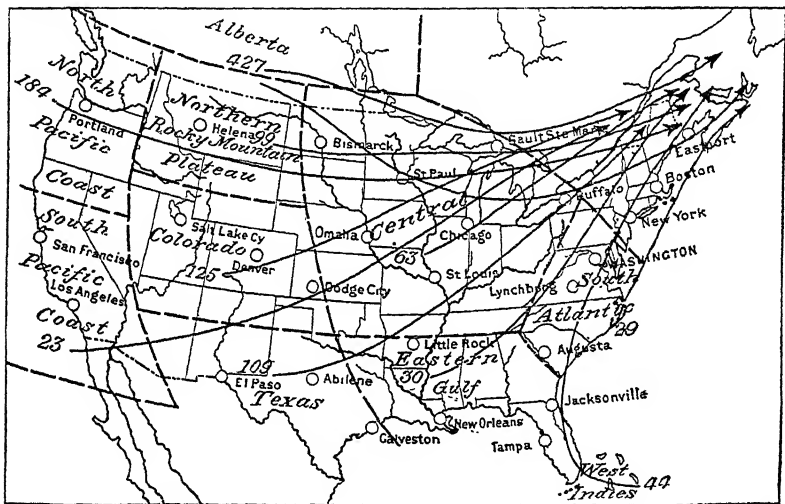 Alberta
427
North
184
Northern
Portland
Helena
99
Rocky Mountain
Bismarck
Sault Ste Marie
Pacific
Plateau
St Paul
Eastport
Buffalo
Boston
Coast
South
Salt Lake Cy
Central
Omaha
Chicago
New York
San Francisco
Colorado
Denver
63
WASHINGTON
Pacific
125
Dodge City
St Louis
Lynchburg
South
Los Angeles
Atlantic
Coast
23
Little Rock
29
109
Eastern
Augusta
El Paso
Abilene
30
Gulf
Texas
Jacksonville
New Orleans
Galveston
Tampa
West
Indies
44